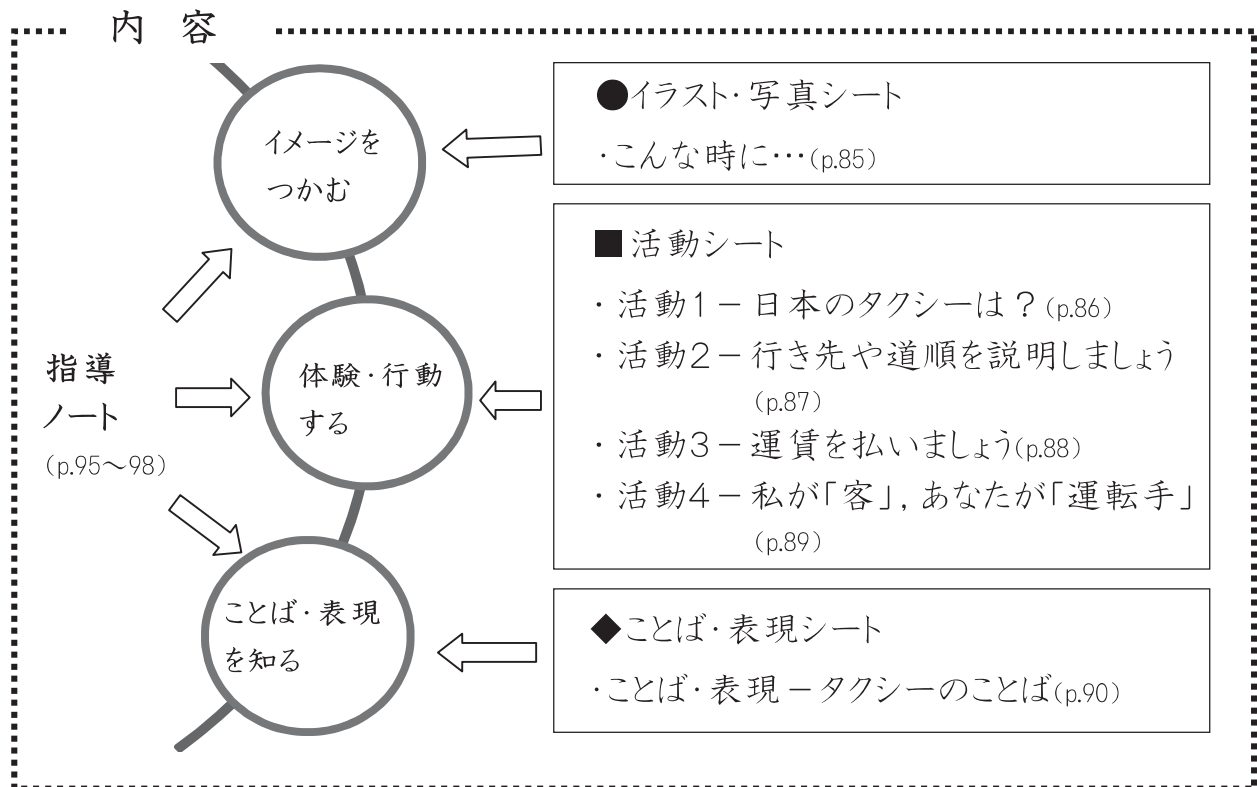 内 容
イメージを
つかむ
●イラスト・写真シート
・こんな時に…(p.85)
指導
ノート
(p.95～98)
体験・行動
する
■活動シート
・活動1－日本のタクシーは？(p.86)
・活動2－行き先や道順を説明しましょう
(p.87)
・活動3－運賃を払いましょう(p.88)
・活動4－私が「客」，あなたが「運転手」
(p.89)
ことば・表現
を知る
◆ことば・表現シート
・ことば・表現－タクシーのことば(p.90)